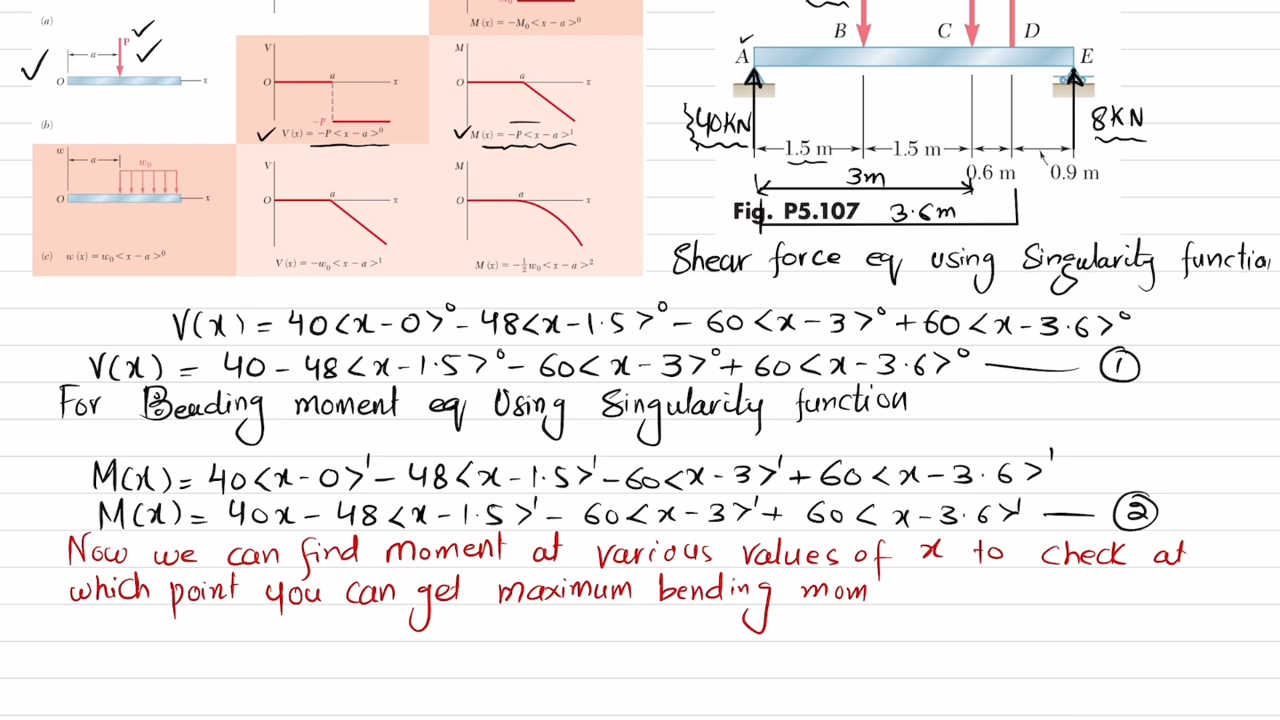 (a)
M (x) = −M₀<x − a>⁰
P
a
O
x
(b)
V
a
O
x
−P
V (x) = −P<x − a>⁰
M
a
O
x
M (x) = −P<x − a>¹
w
a
w₀
O
x
(c) w (x) = w₀<x − a>⁰
V
a
O
x
V (x) = −w₀<x − a>¹
M
a
O
x
M (x) = −½ w₀<x − a>²
B C D
A E
40KN 8KN
1.5 m 1.5 m
0.6 m 0.9 m
3m
Fig. P5.107 3.6m
Shear force eq using Singularity function
V(x) = 40<x-0>⁰ - 48<x-1.5>⁰ - 60<x-3>⁰ + 60<x-3.6>⁰
V(x) = 40 - 48<x-1.5>⁰ - 60<x-3>⁰ + 60<x-3.6>⁰ —— ①
For Bending moment eq Using Singularity function
M(x) = 40<x-0>¹ - 48<x-1.5>¹ - 60<x-3>¹ + 60<x-3.6>¹
M(x) = 40x - 48<x-1.5>¹ - 60<x-3>¹ + 60<x-3.6>¹ — ②
Now we can find moment at various values of x to check at
which point you can get maximum bending mom